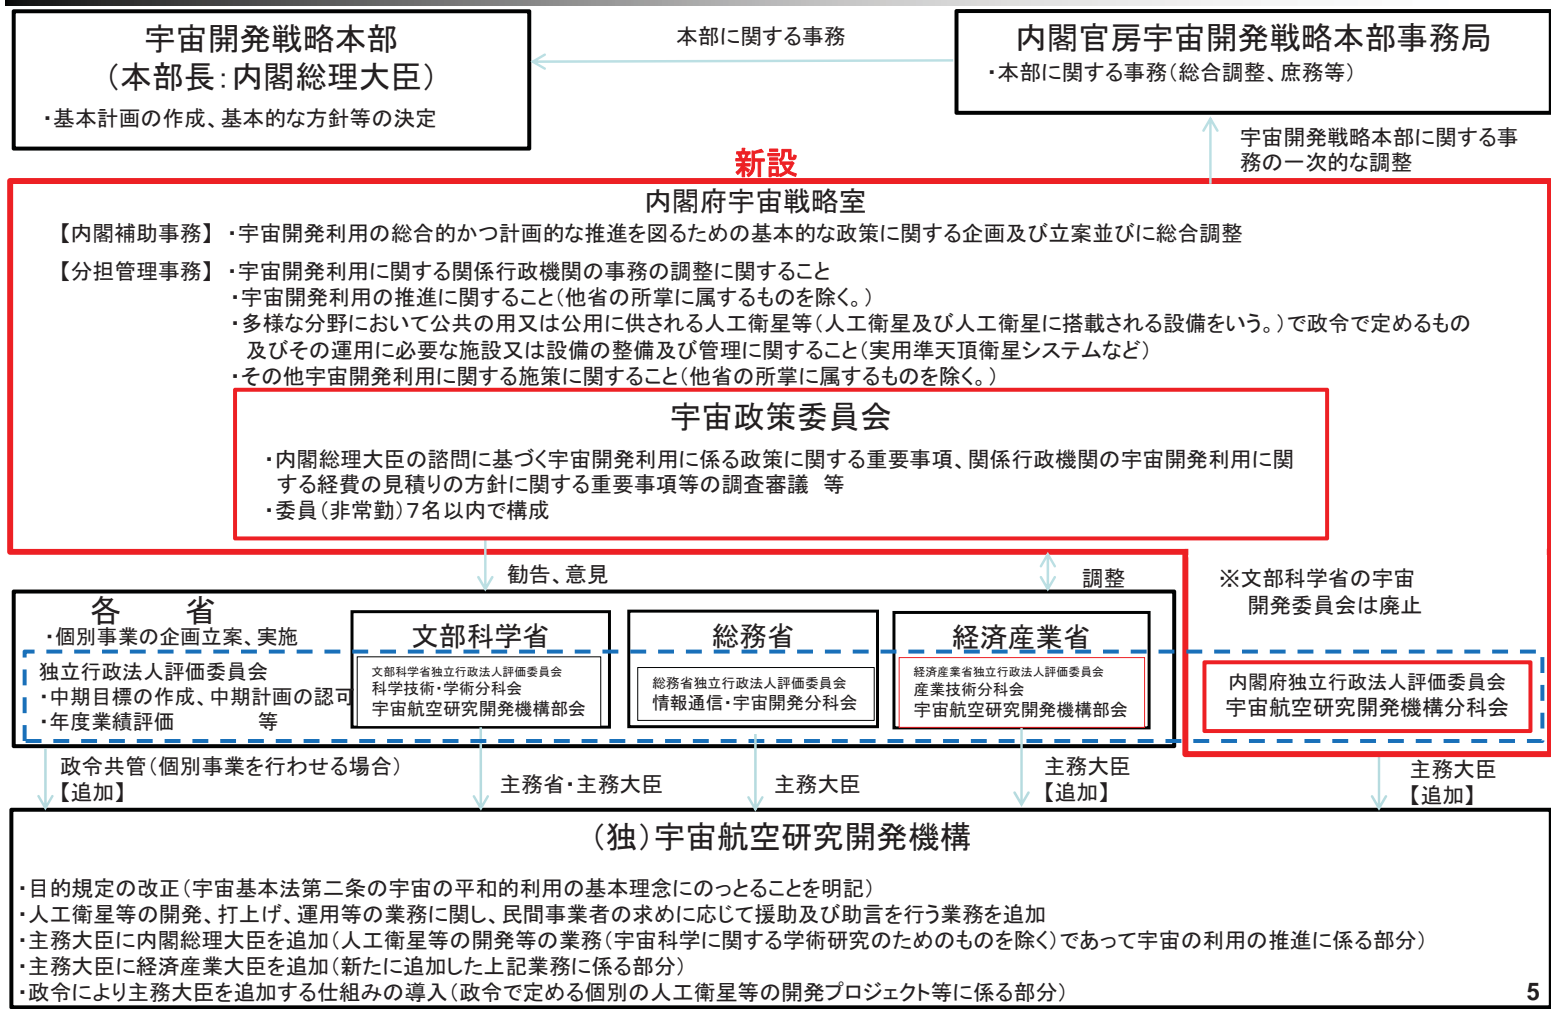 宇宙開発戦略本部
（本部長：内閣総理大臣）
・基本計画の作成、基本的な方針等の決定
本部に関する事務
内閣官房宇宙開発戦略本部事務局
・本部に関する事務（総合調整、庶務等）
宇宙開発戦略本部に関する事
務の一次的な調整
新設
内閣府宇宙戦略室
【内閣補助事務】・宇宙開発利用の総合的かつ計画的な推進を図るための基本的な政策に関する企画及び立案並びに総合調整
【分担管理事務】・宇宙開発利用に関する関係行政機関の事務の調整に関すること
・宇宙開発利用の推進に関すること（他省の所掌に属するものを除く。）
・多様な分野において公共の用又は公用に供される人工衛星等（人工衛星及び人工衛星に搭載される設備をいう。）で政令で定めるもの
及びその運用に必要な施設又は設備の整備及び管理に関すること（実用準天頂衛星システムなど）
・その他宇宙開発利用に関する施策に関すること（他省の所掌に属するものを除く。）
宇宙政策委員会
・内閣総理大臣の諮問に基づく宇宙開発利用に係る政策に関する重要事項、関係行政機関の宇宙開発利用に関
する経費の見積りの方針に関する重要事項等の調査審議　等
・委員（非常勤）７名以内で構成
勧告、意見
調整
※文部科学省の宇宙
開発委員会は廃止
各　省
・個別事業の企画立案、実施
独立行政法人評価委員会
・中期目標の作成、中期計画の認可
・年度業績評価　　　等
文部科学省
文部科学省独立行政法人評価委員会
科学技術・学術分科会
宇宙航空研究開発機構部会
総務省
総務省独立行政法人評価委員会
情報通信・宇宙開発分科会
経済産業省
経済産業省独立行政法人評価委員会
産業技術分科会
宇宙航空研究開発機構部会
内閣府独立行政法人評価委員会
宇宙航空研究開発機構分科会
政令共管（個別事業を行わせる場合）
【追加】
主務省・主務大臣
主務大臣
主務大臣
【追加】
主務大臣
【追加】
（独）宇宙航空研究開発機構
・目的規定の改正（宇宙基本法第二条の宇宙の平和的利用の基本理念にのっとることを明記）
・人工衛星等の開発、打上げ、運用等の業務に関し、民間事業者の求めに応じて援助及び助言を行う業務を追加
・主務大臣に内閣総理大臣を追加（人工衛星等の開発等の業務（宇宙科学に関する学術研究のためのものを除く）であって宇宙の利用の推進に係る部分）
・主務大臣に経済産業大臣を追加（新たに追加した上記業務に係る部分）
・政令により主務大臣を追加する仕組みの導入（政令で定める個別の人工衛星等の開発プロジェクト等に係る部分）
5